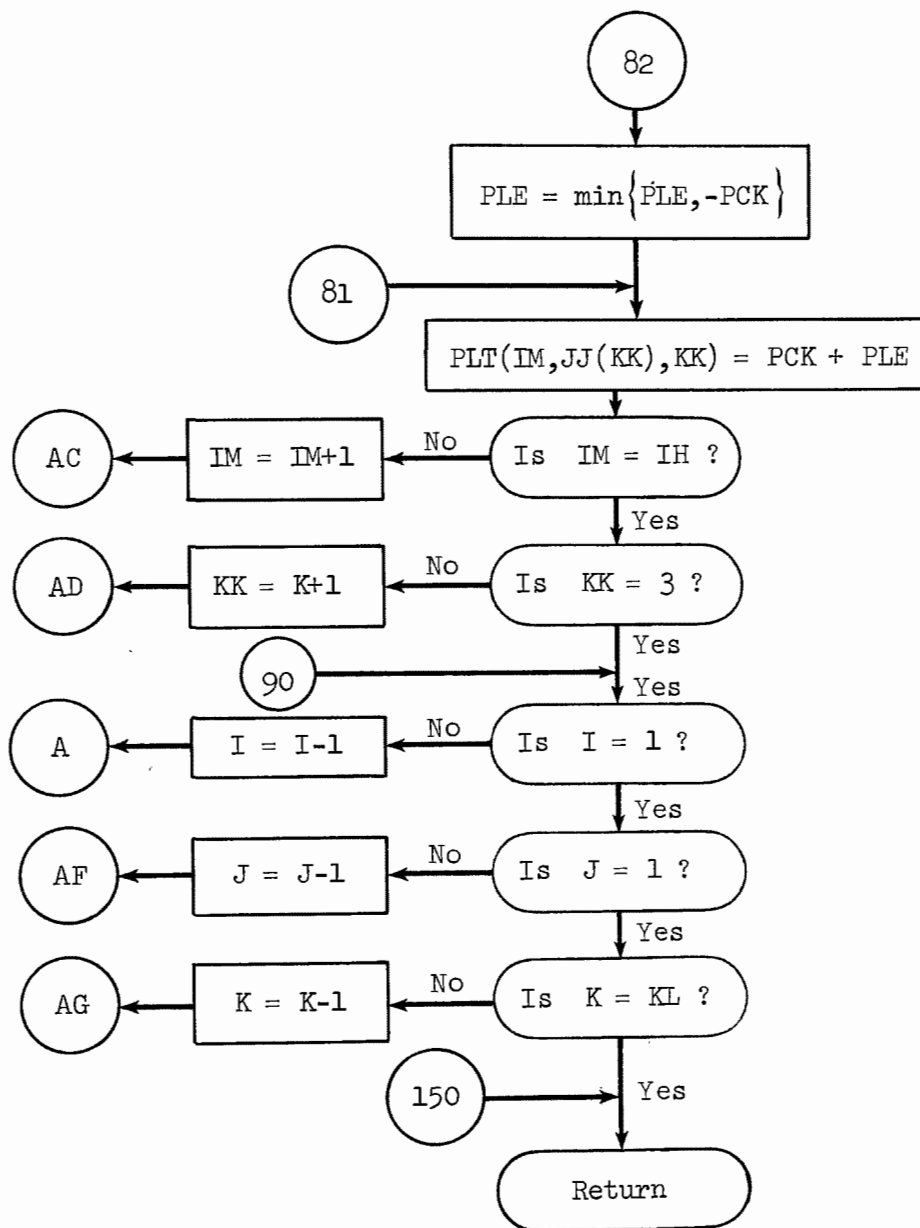 82
PLE = min{PLE,-PCK}
81
PLT(IM,JJ(KK),KK) = PCK + PLE
AC
IM = IM+1
No
Is IM = IH ?
Yes
AD
KK = K+1
No
Is KK = 3 ?
Yes
90
Yes
A
I = I-1
No
Is I = 1 ?
Yes
AF
J = J-1
No
Is J = 1 ?
Yes
AG
K = K-1
No
Is K = KL ?
150
Yes
Return